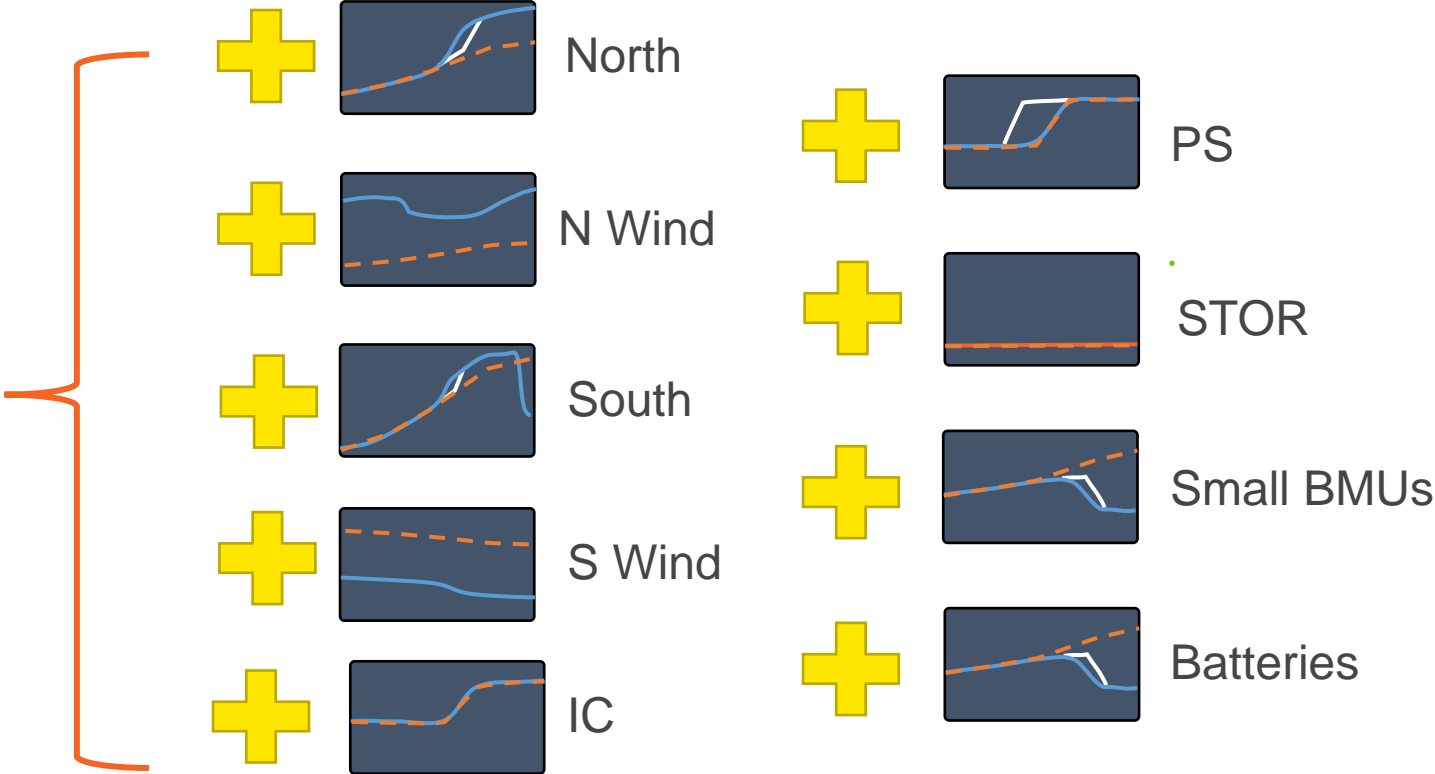 North
N Wind
South
S Wind
IC
PS
STOR
Small BMUs
Batteries